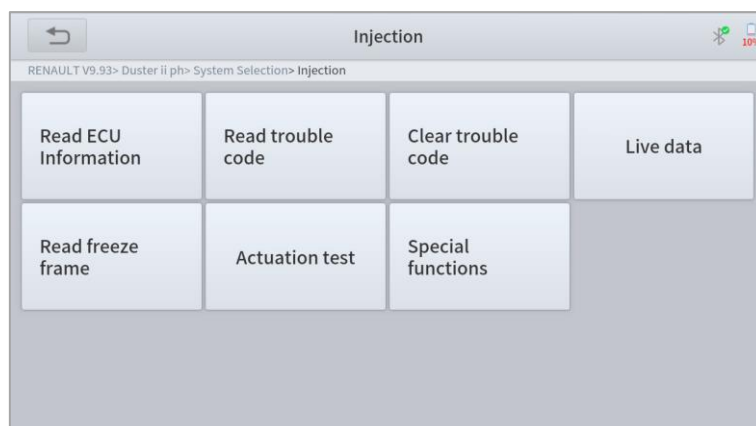 Injection
10%
RENAULT V9.93> Duster ii ph> System Selection> Injection
Read ECU
Information
Read trouble
code
Clear trouble
code
Live data
Read freeze
frame
Actuation test
Special
functions